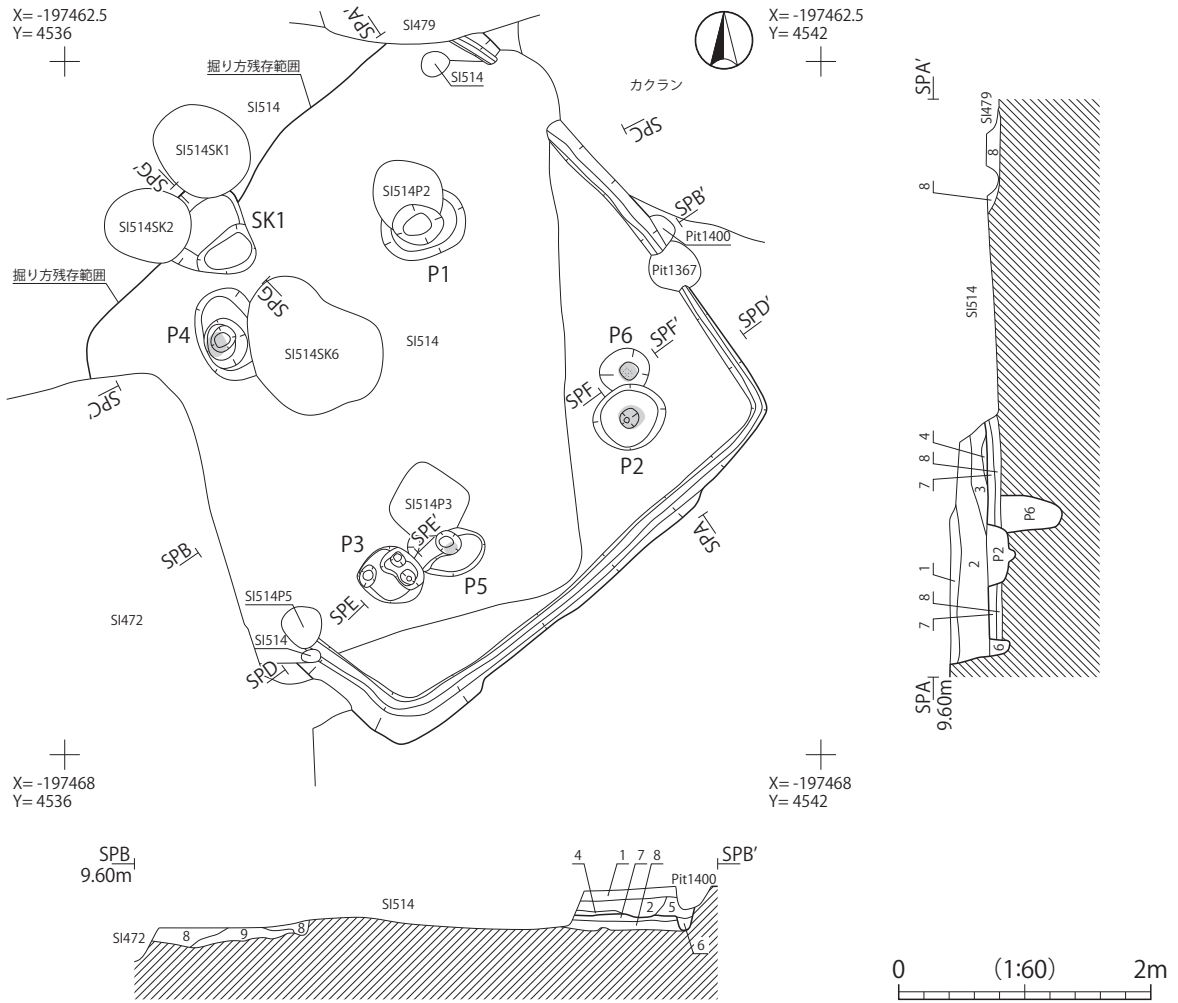 X= -197462.5
Y= 4536
SPA′
SI479
X= -197462.5
Y= 4542
掘り方残存範囲
SI514
SI514
カクラン
SPC
SPA′
SI479
8
8
SI514SK1
SPG′
SI514SK2
SK1
SI514P2
P1
SPB′
Pit1400
Pit1367
掘り方残存範囲
SPG
P4
SI514SK6
SI514
P6
SPF′
SPD′
SI514
SPF
P2
SPC′
4
8
7
3
P6
SI514P3
SPE′
P3
P5
SPA
SPB
SPE
SI514P5
SI472
SI514
SPD
1
2
P2
8
7
6
SPA
9.60m
X= -197468
Y= 4536
X= -197468
Y= 4542
SPB
9.60m
4
1
7
8
SPB′
Pit1400
SI514
SI472
8
9
8
2
5
6
0
(1:60)
2m